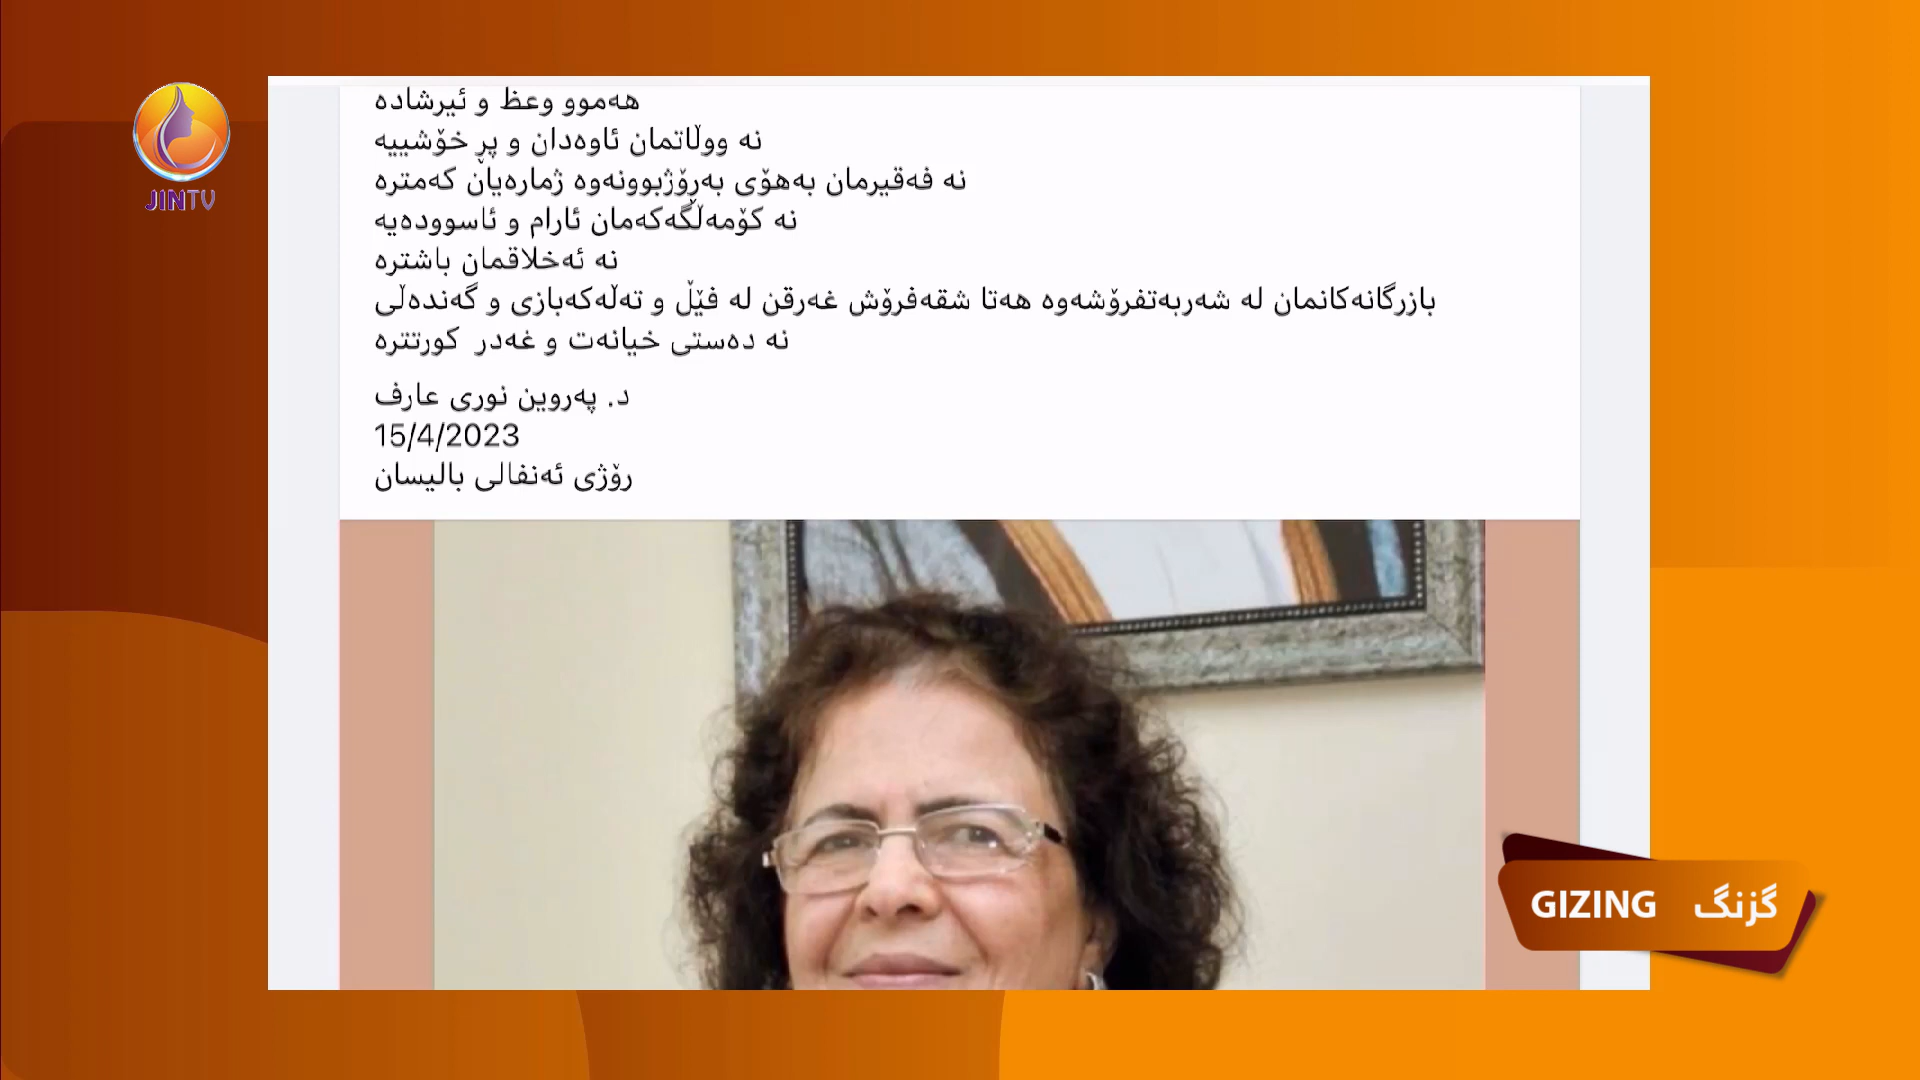 JINTV
هەموو وعظ و ئیرشادە
نە ووڵاتمان ئاوەدان و پڕ خۆشییە
نە فەقیرمان بەهۆی بەڕۆژبوونەوە ژمارەیان کەمترە
نە کۆمەڵگەکەمان ئارام و ئاسوودەیە
نە ئەخلاقمان باشترە
بازرگانەکانمان لە شەربەتفرۆشەوە هەتا شقەفرۆش غەرقن لە فێڵ و تەڵەکەبازی و گەندەڵی
نە دەستی خیانەت و غەدر کورتترە
د. پەروین نوری عارف
15/4/2023
رۆژی ئەنفالی بالیسان
GIZING گزنگ